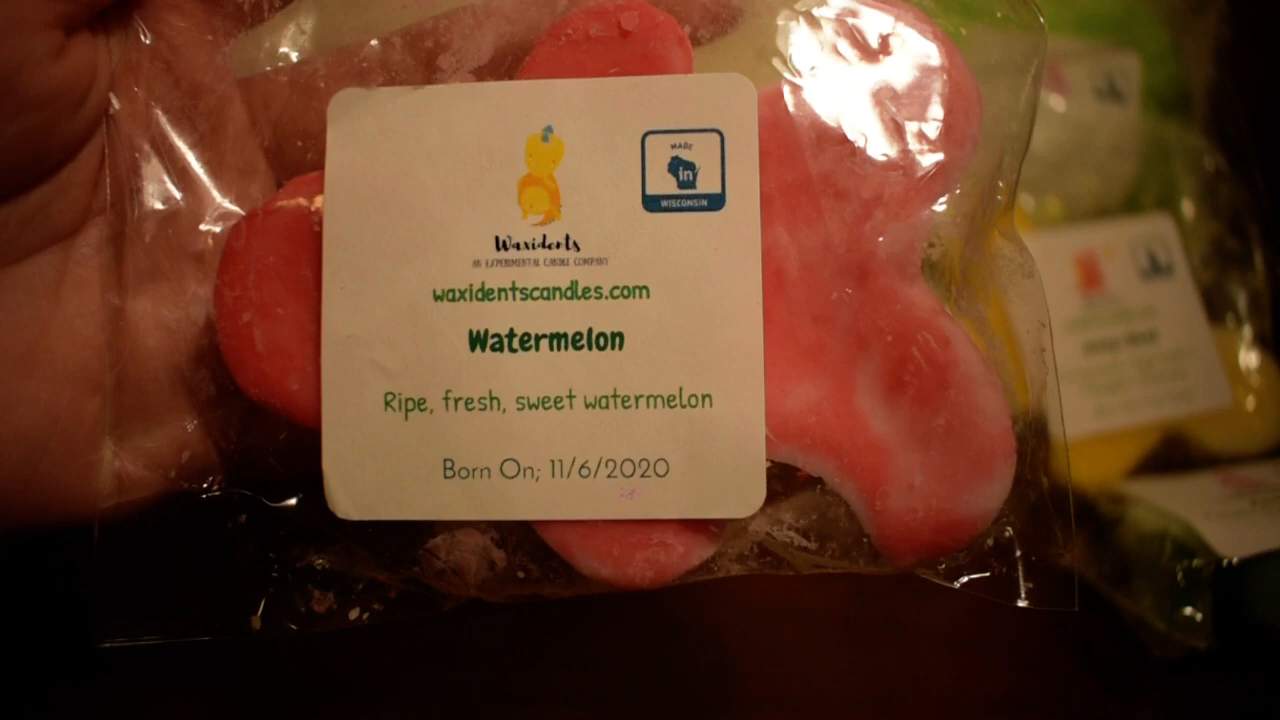 MADE
in
WISCONSIN
Waxidents
AN EXPERIMENTAL CANDLE COMPANY
waxidentscandles.com
Watermelon
Ripe, fresh, sweet watermelon
Born On; 11/6/2020